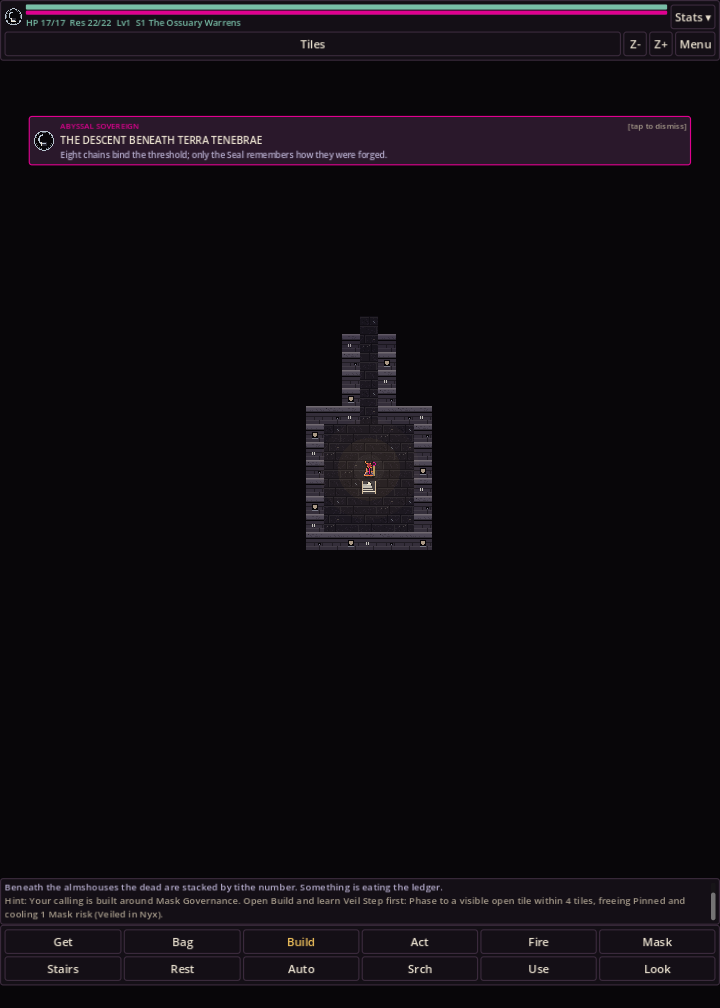 Stats ▾
HP 17/17 Res 22/22 Lv1 S1 The Ossuary Warrens
Tiles
Z-
Z+
Menu
ABYSSAL SOVEREIGN
[tap to dismiss]
THE DESCENT BENEATH TERRA TENEBRAE
Eight chains bind the threshold; only the Seal remembers how they were forged.
Beneath the almshouses the dead are stacked by tithe number. Something is eating the ledger.
Hint: Your calling is built around Mask Governance. Open Build and learn Veil Step first: Phase to a visible open tile within 4 tiles, freeing Pinned and
cooling 1 Mask risk (Veiled in Nyx).
Get
Bag
Build
Act
Fire
Mask
Stairs
Rest
Auto
Srch
Use
Look